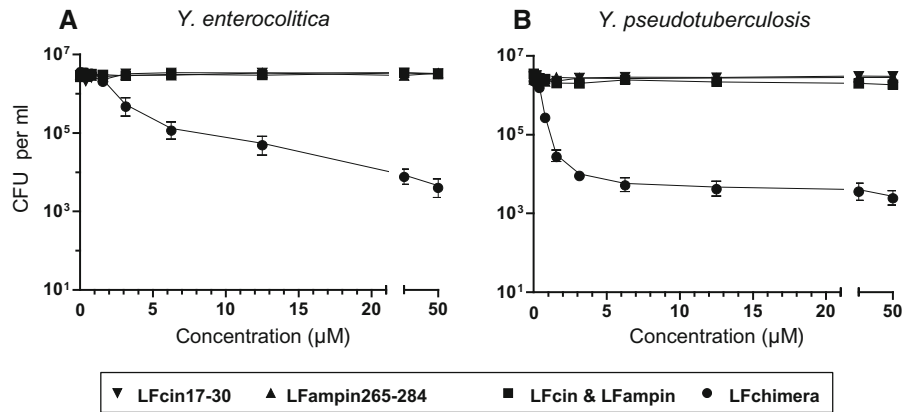 A Y. enterocolitica
B Y. pseudotuberculosis
CFU per ml
10⁷
10⁵
10³
10¹
0 5 10 15 20 50
Concentration (µM)
10⁷
10⁵
10³
10¹
0 5 10 15 20 50
Concentration (µM)
LFcin17-30 LFampin265-284 LFcin & LFampin LFchimera